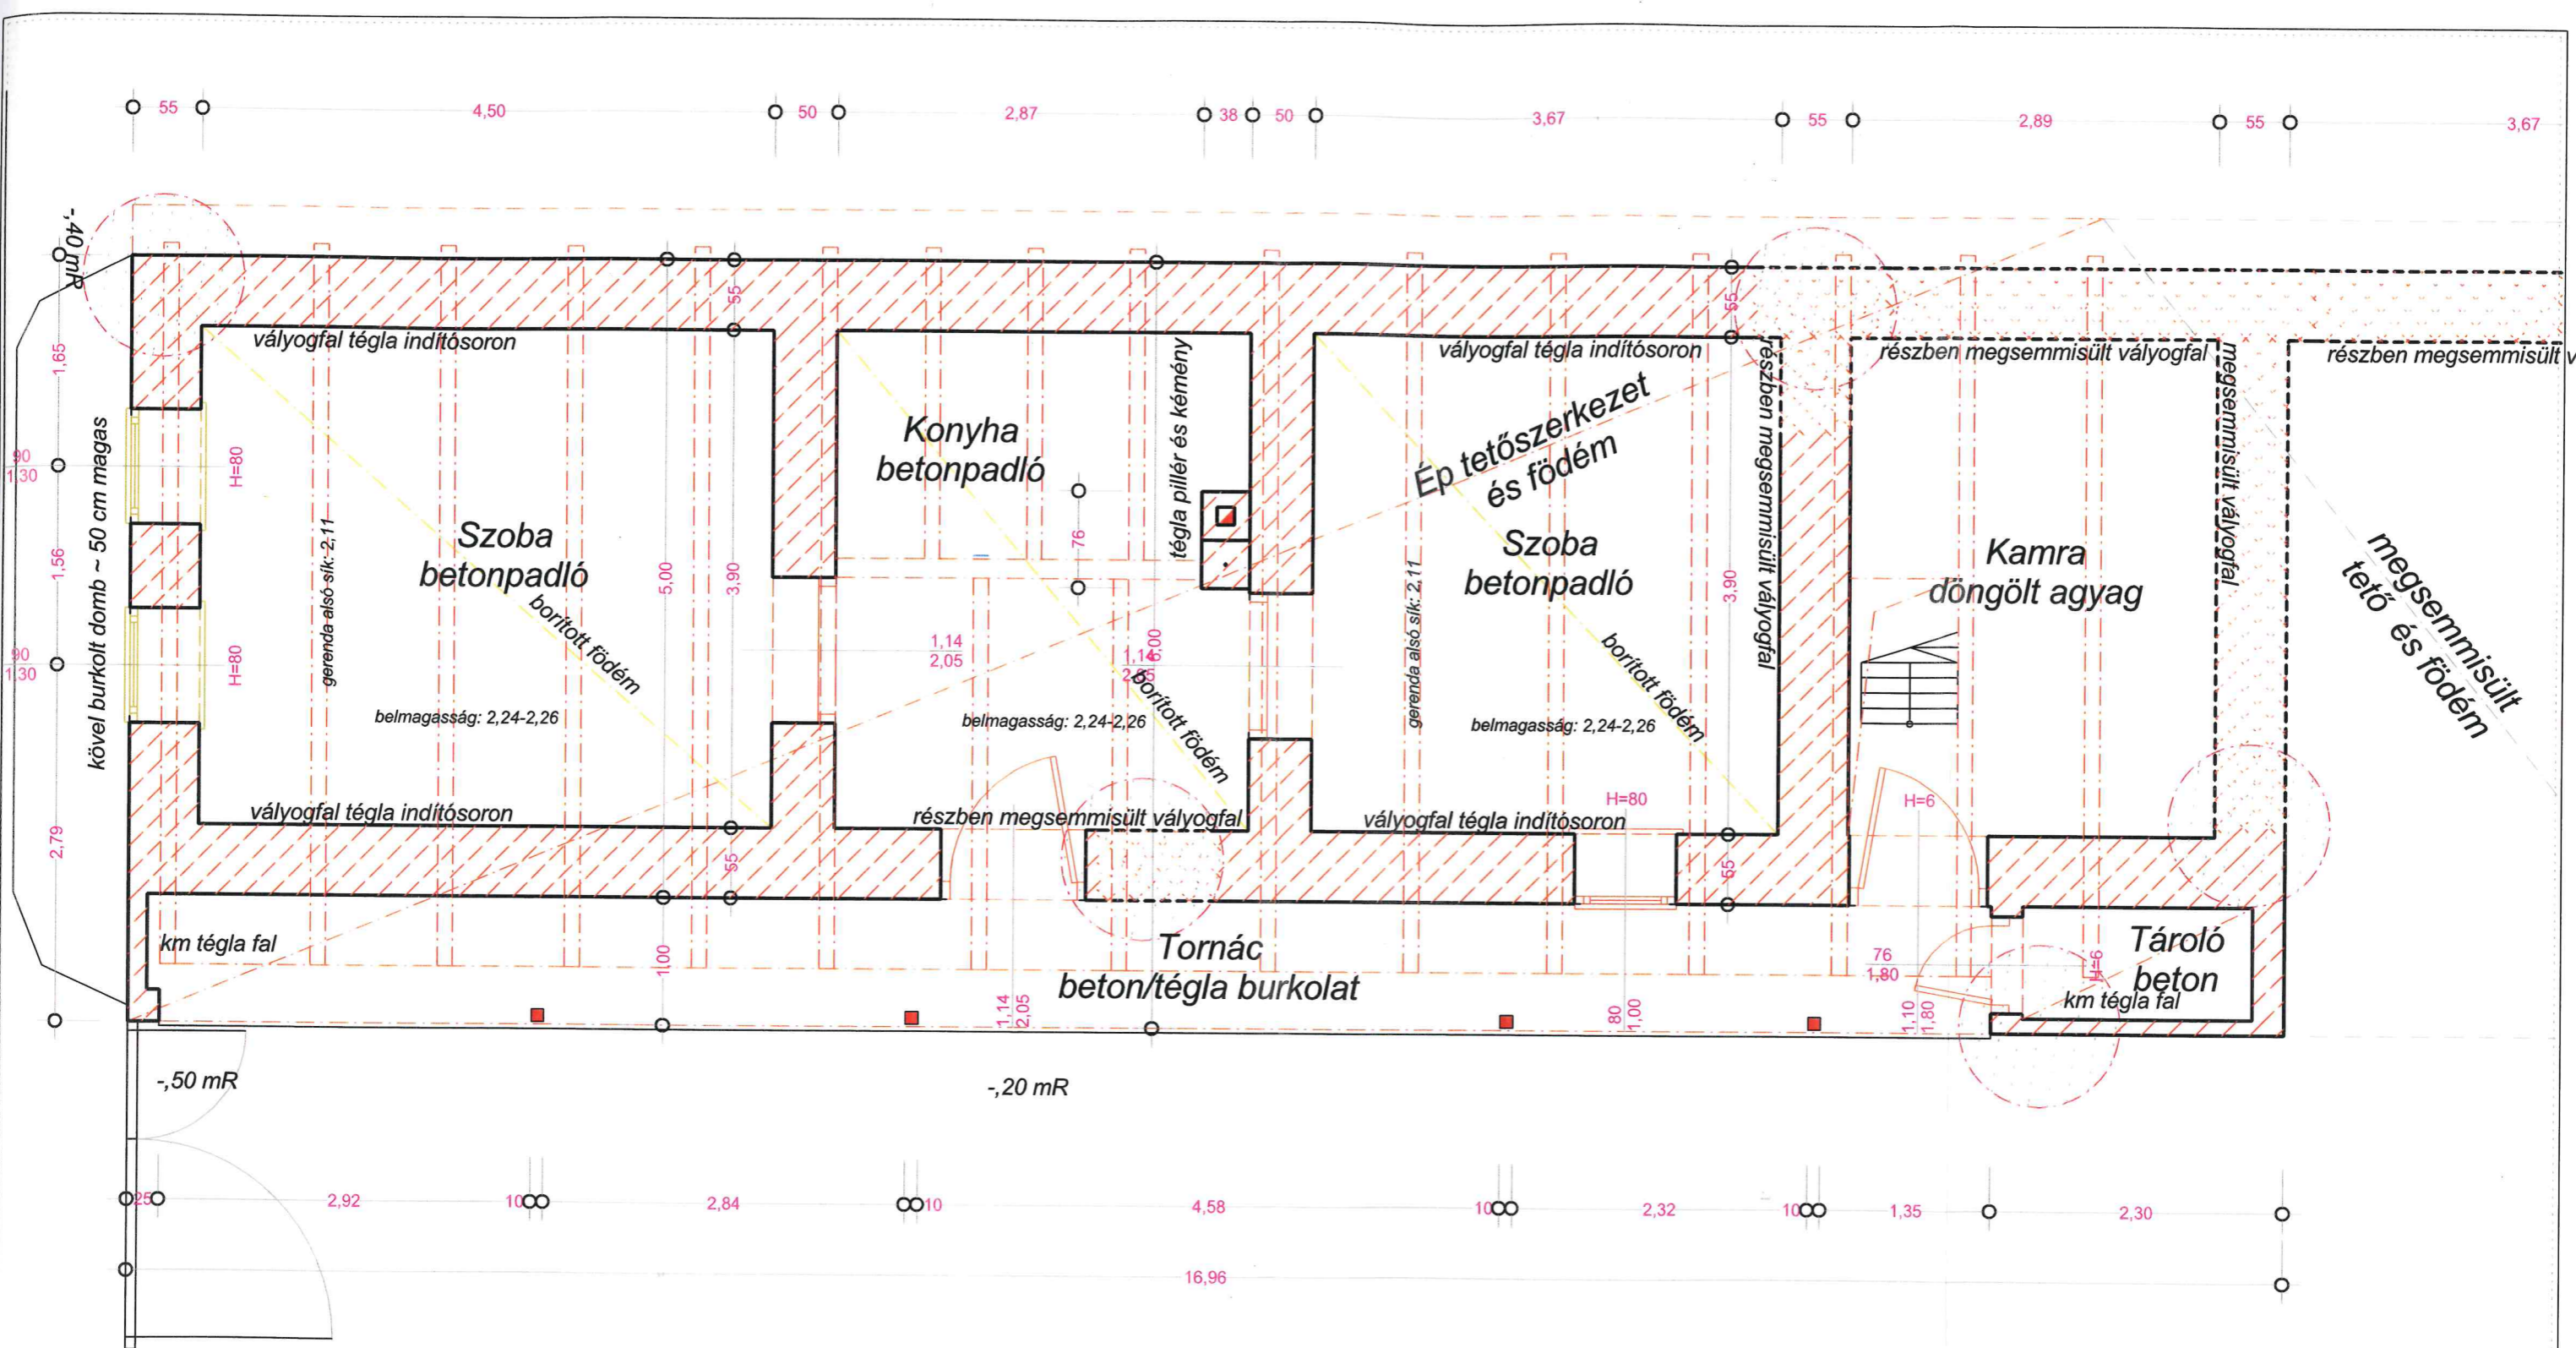 55
4,50
50
2,87
38
50
3,67
55
2,89
55
3,67
-,40 mR
1,65
90
1,30
1,56
90
1,30
2,79
kövel burkolt domb ~ 50 cm magas
55
55
vályogfal tégla indítósoron
vályogfal tégla indítósoron
részben megsemmisült vályogfal
részben megsemmisült v
H=80
H=80
gerenda alsó sík: 2,11
Szoba
betonpadló
borított födém
belmagasság: 2,24-2,26
5,00
3,90
vályogfal tégla indítósoron
Konyha
betonpadló
tégla pillér és kémény
76
1,14
2,05
1,14
6,00
borított födém
belmagasság: 2,24-2,26
részben megsemmisült vályogfal
Ép tetőszerkezet
és födém
Szoba
betonpadló
gerenda alsó sík: 2,11
borított födém
belmagasság: 2,24-2,26
3,90
részben megsemmisült vályogfal
H=80
vályogfal tégla indítósoron
Kamra
döngölt agyag
megsemmisült vályogfal
H=6
megsemmisült
tető és födém
55
55
km tégla fal
1,00
Tornác
beton/tégla burkolat
1,14
2,05
80
1,00
76
1,80
1,10
1,80
H=6
Tároló
beton
km tégla fal
-,50 mR
-,20 mR
25
2,92
10
2,84
10
4,58
10
2,32
10
1,35
2,30
16,96